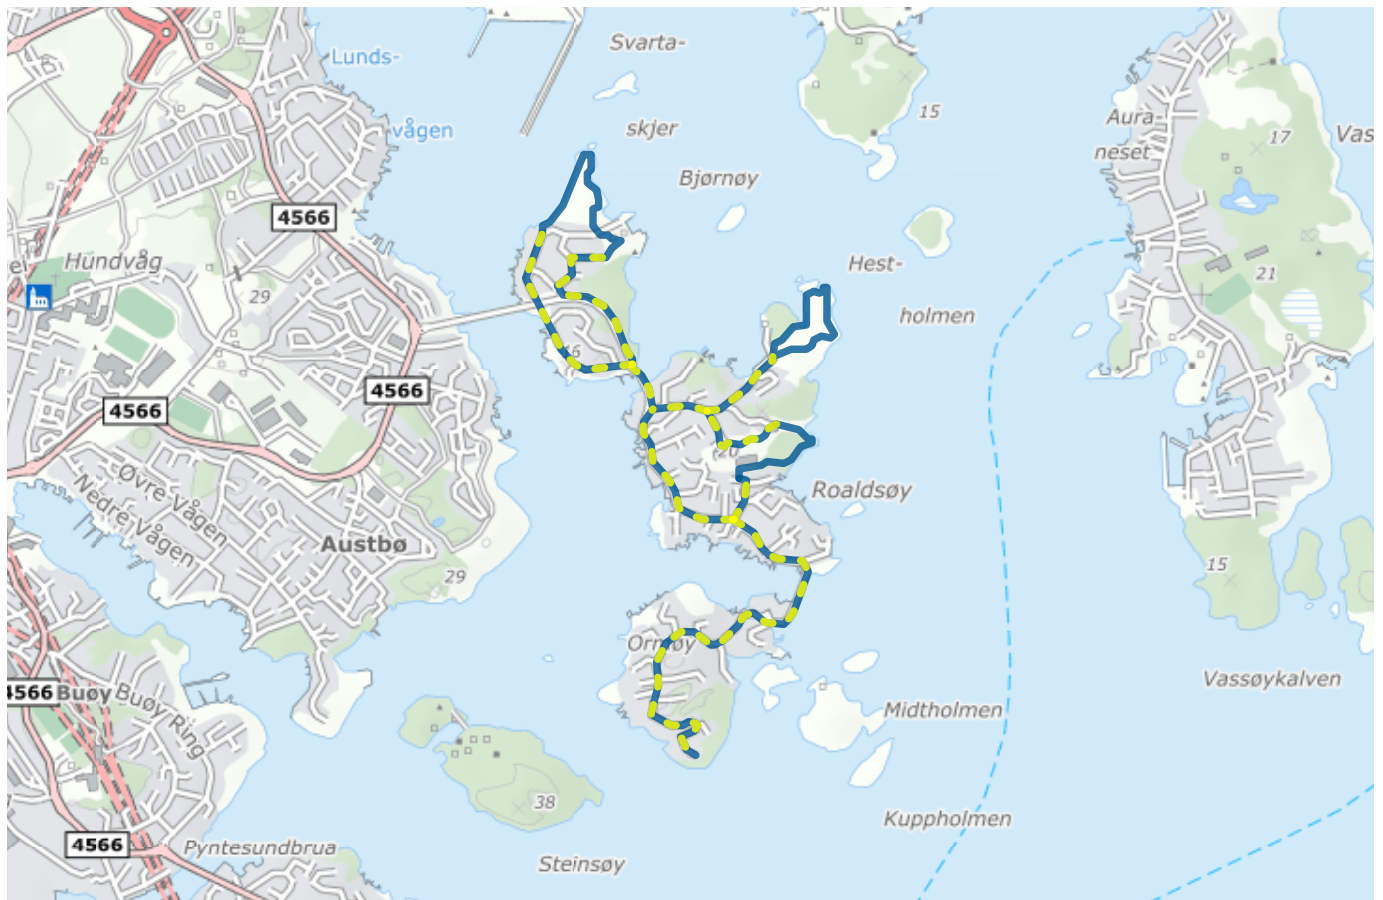 Svarta-
Lunds-
15
Aura-
vågen
skjer
17
Vas
neset
Bjørnøy
4566
Hundvåg
Hest-
21
29
holmen
6
4566
4566
20
Øvre Vågen
Nedre Vågen
Roaldsøy
Austbø
29
15
Ormøy
4566
Buøy
Buøy Ring
Vassøykalven
Midtholmen
38
Kuppholmen
4566
Pyntesundbrua
Steinsøy